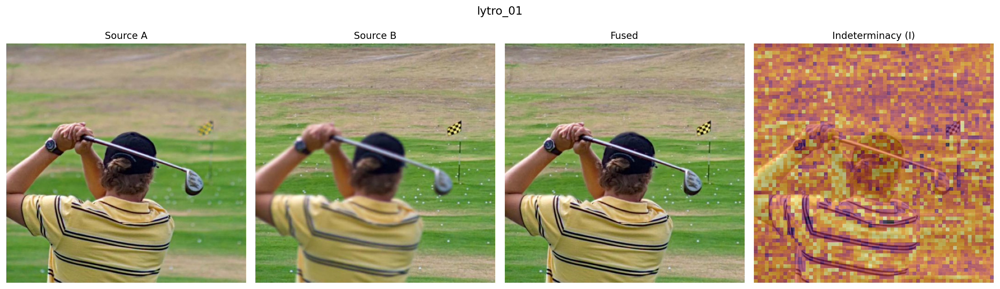 lytro_01
Source A
Source B
Fused
Indeterminacy (I)